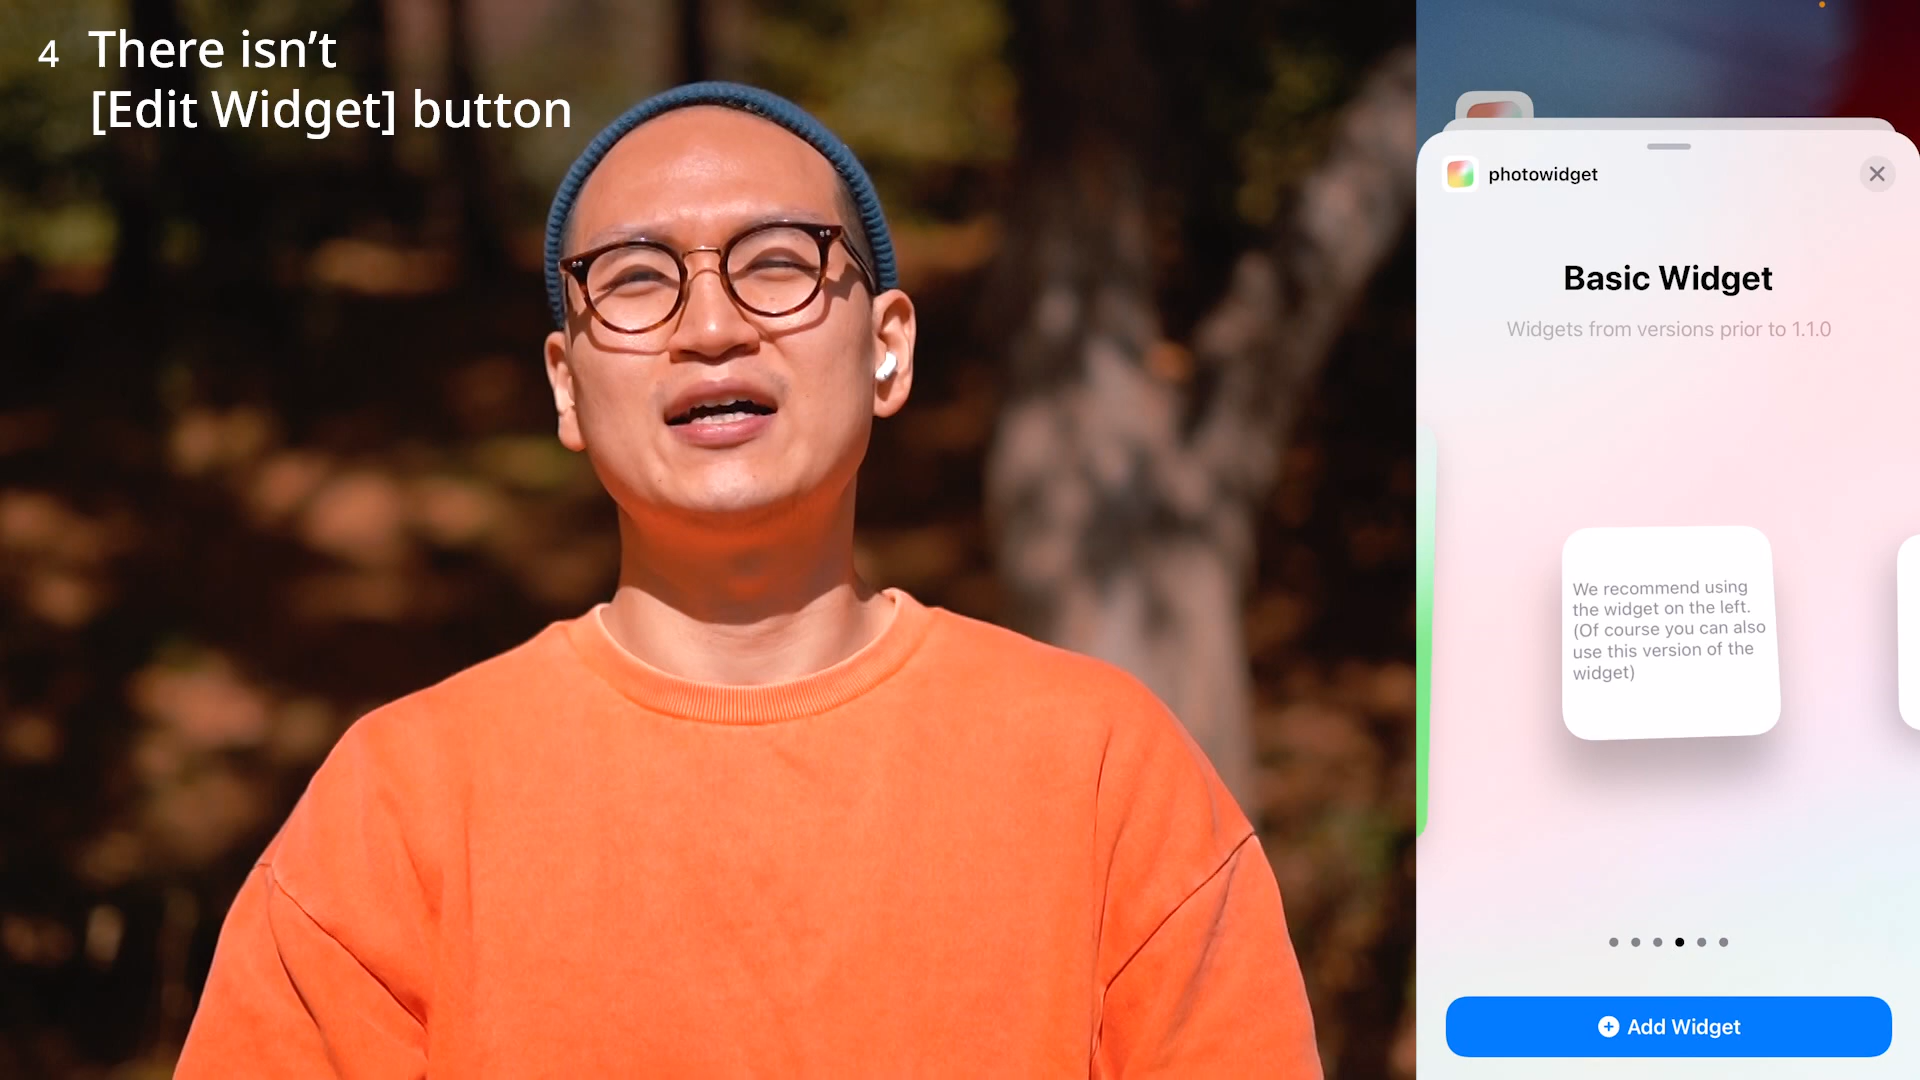 4 There isn’t
[Edit Widget] button
photowidget
Basic Widget
Widgets from versions prior to 1.1.0
We recommend using
the widget on the left.
(Of course you can also
use this version of the
widget)
Add Widget